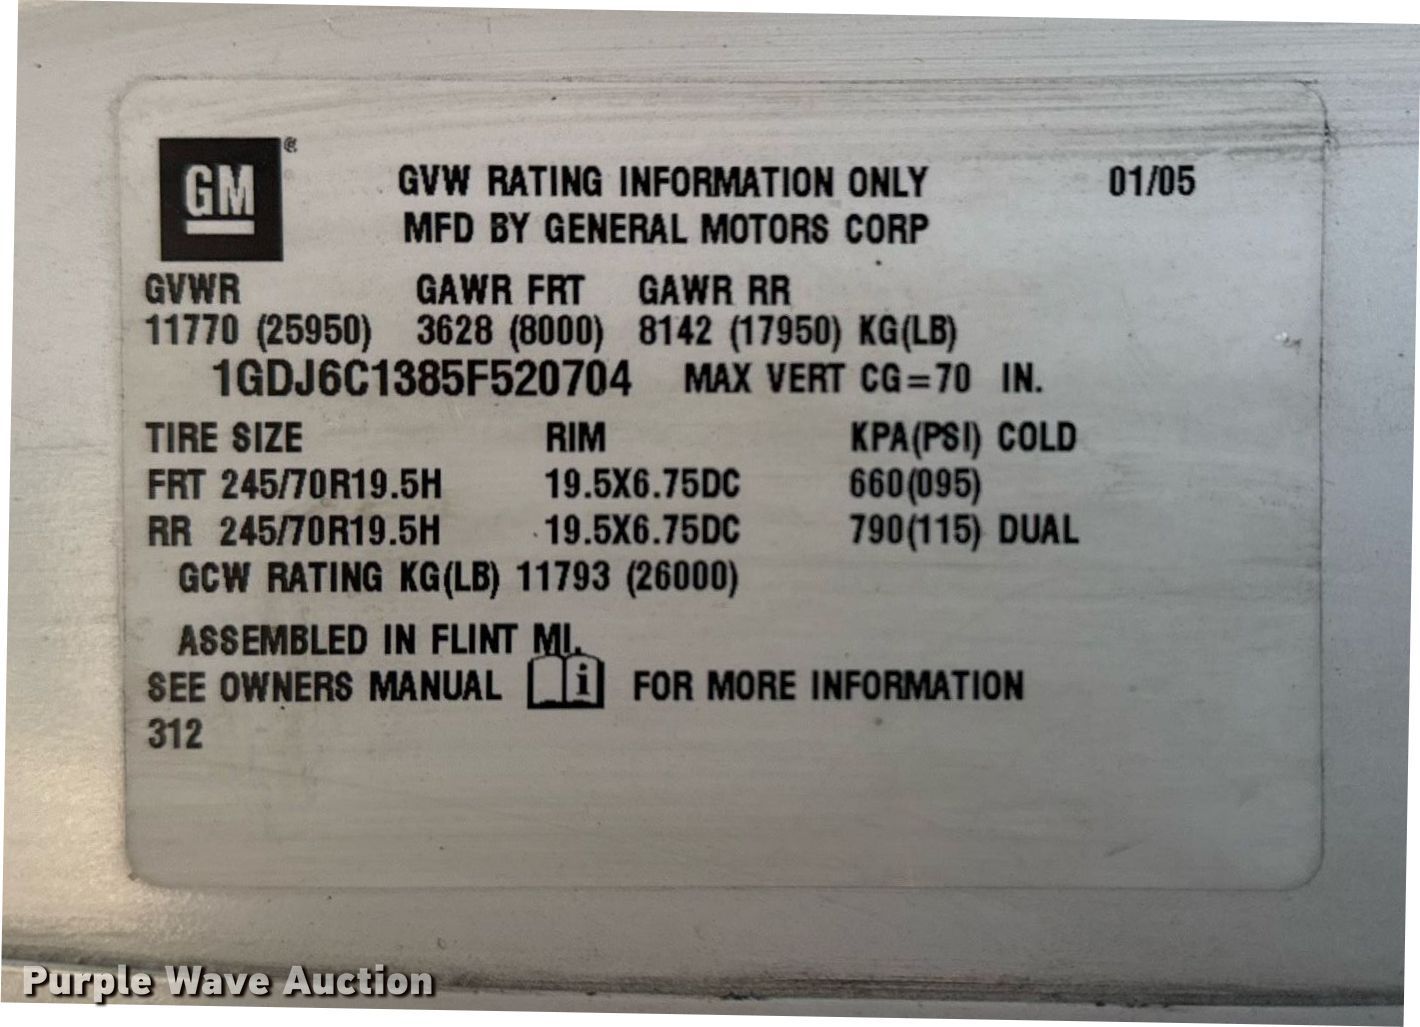 GM
GVW RATING INFORMATION ONLY 01/05
MFD BY GENERAL MOTORS CORP
GVWR GAWR FRT GAWR RR
11770 (25950) 3628 (8000) 8142 (17950) KG(LB)
1GDJ6C1385F520704 MAX VERT CG=70 IN.
TIRE SIZE RIM KPA(PSI) COLD
FRT 245/70R19.5H 19.5X6.75DC 660(095)
RR 245/70R19.5H 19.5X6.75DC 790(115) DUAL
GCW RATING KG(LB) 11793 (26000)
ASSEMBLED IN FLINT MI.
SEE OWNERS MANUAL i FOR MORE INFORMATION
312
Purple Wave Auction